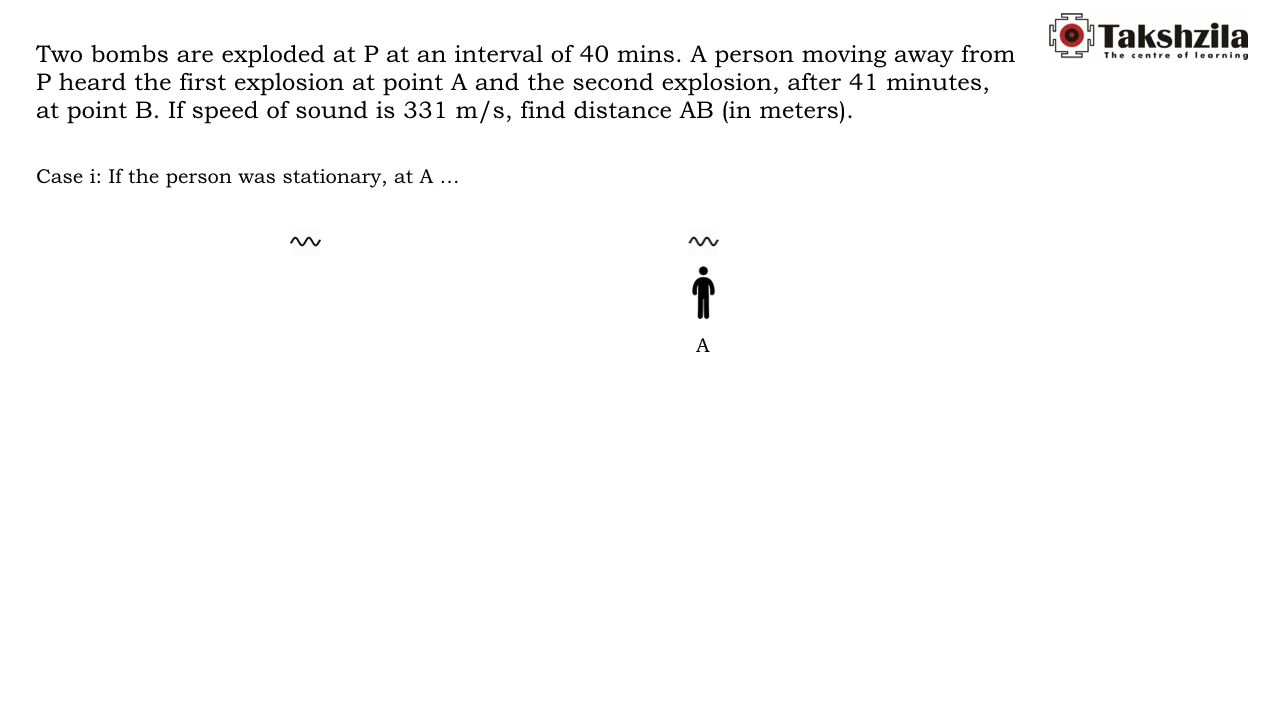 Takshzila
The centre of learning
Two bombs are exploded at P at an interval of 40 mins. A person moving away from
P heard the first explosion at point A and the second explosion, after 41 minutes,
at point B. If speed of sound is 331 m/s, find distance AB (in meters).
Case i: If the person was stationary, at A …
A